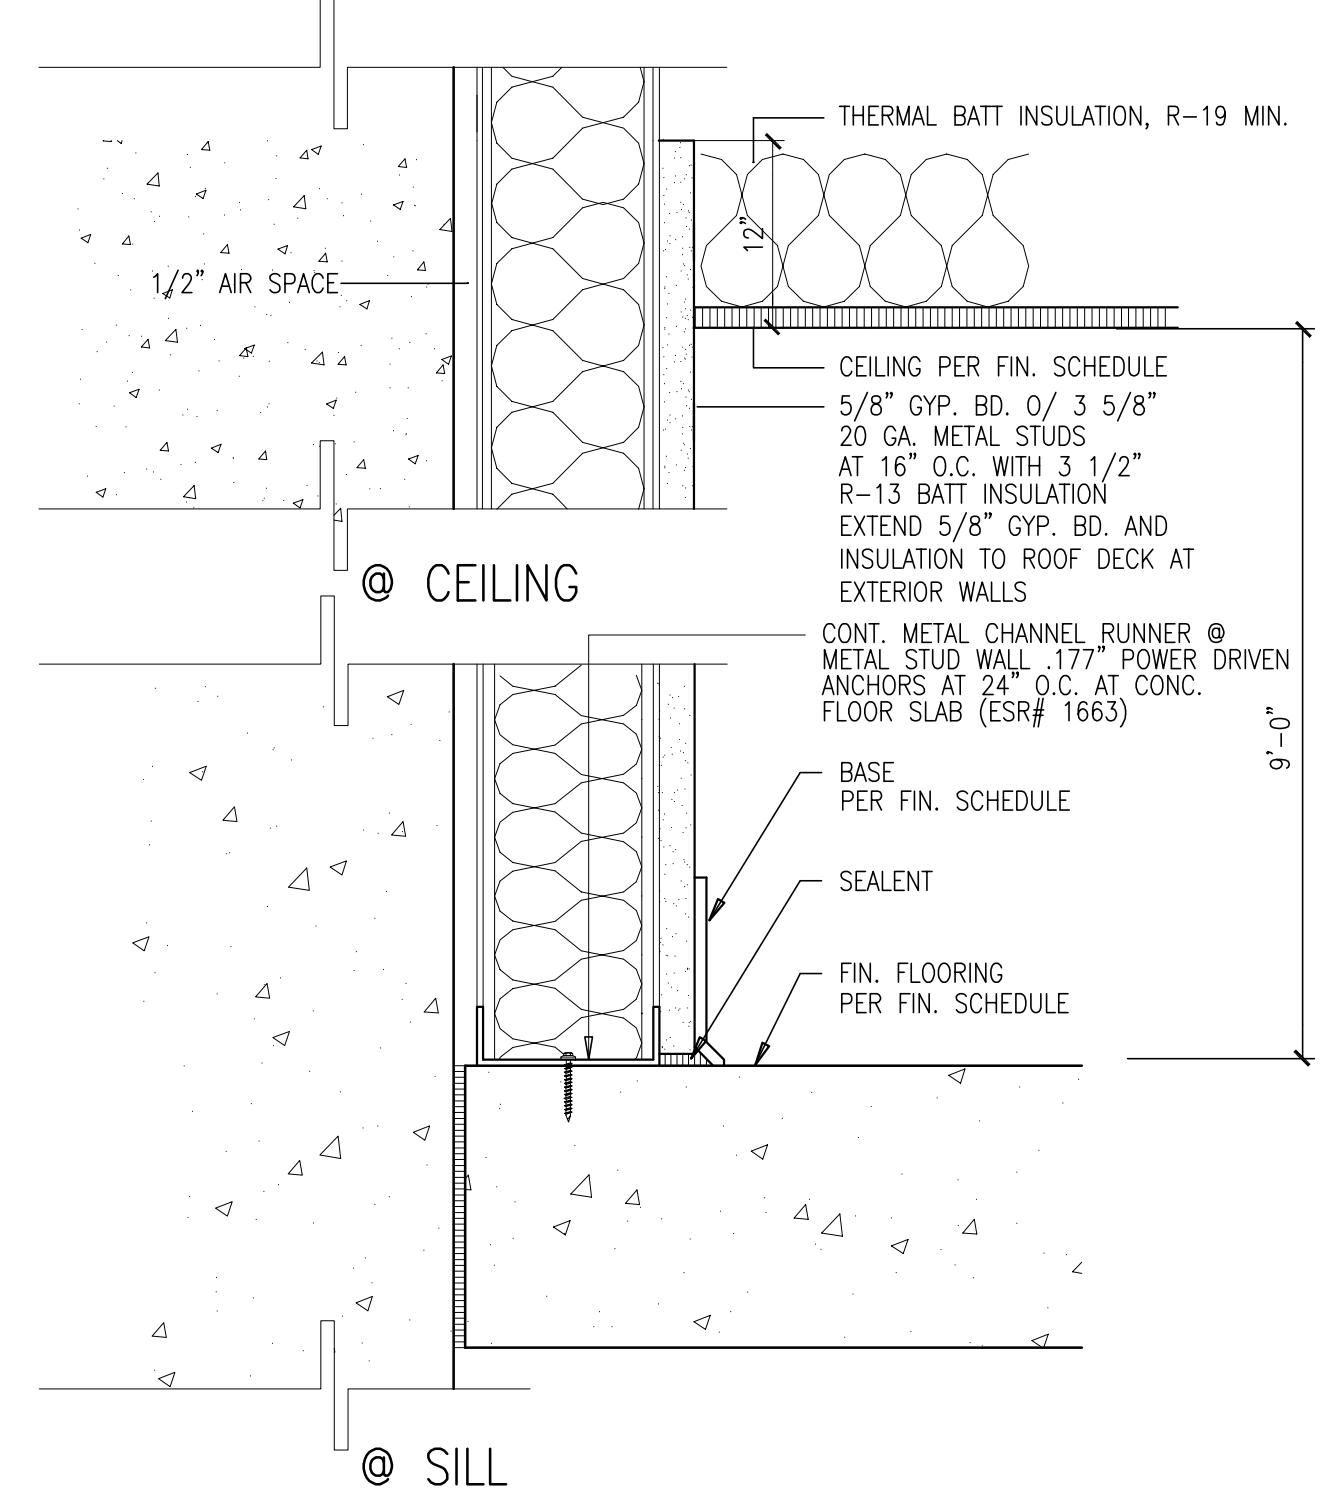 THERMAL BATT INSULATION, R-19 MIN.
12"
1/2" AIR SPACE
CEILING PER FIN. SCHEDULE
5/8" GYP. BD. O/ 3 5/8"
20 GA. METAL STUDS
AT 16" O.C. WITH 3 1/2"
R-13 BATT INSULATION
EXTEND 5/8" GYP. BD. AND
INSULATION TO ROOF DECK AT
EXTERIOR WALLS
@ CEILING
CONT. METAL CHANNEL RUNNER @
METAL STUD WALL .177" POWER DRIVEN
ANCHORS AT 24" O.C. AT CONC.
FLOOR SLAB (ESR# 1663)
9'-0"
BASE
PER FIN. SCHEDULE
SEALENT
FIN. FLOORING
PER FIN. SCHEDULE
@ SILL